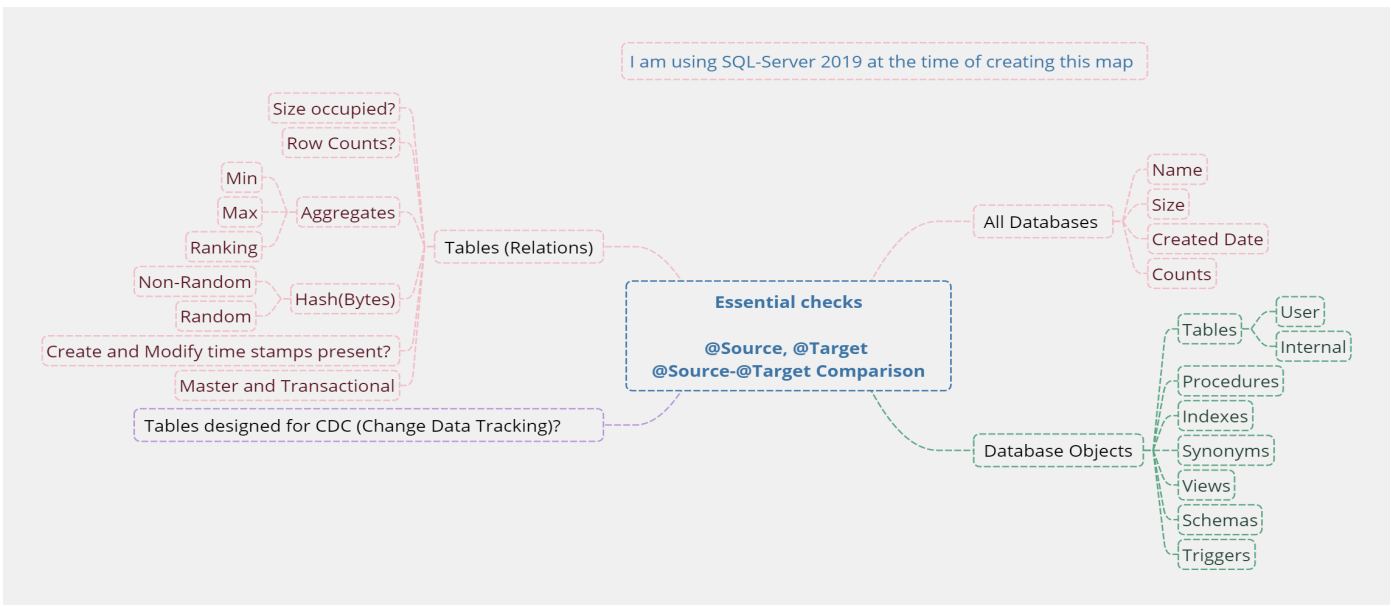 I am using SQL-Server 2019 at the time of creating this map
Size occupied?
Row Counts?
Min
Max
Ranking
Aggregates
Non-Random
Random
Hash(Bytes)
Create and Modify time stamps present?
Master and Transactional
Tables (Relations)
Tables designed for CDC (Change Data Tracking)?
Essential checks
@Source, @Target
@Source-@Target Comparison
All Databases
Name
Size
Created Date
Counts
Database Objects
Tables
User
Internal
Procedures
Indexes
Synonyms
Views
Schemas
Triggers